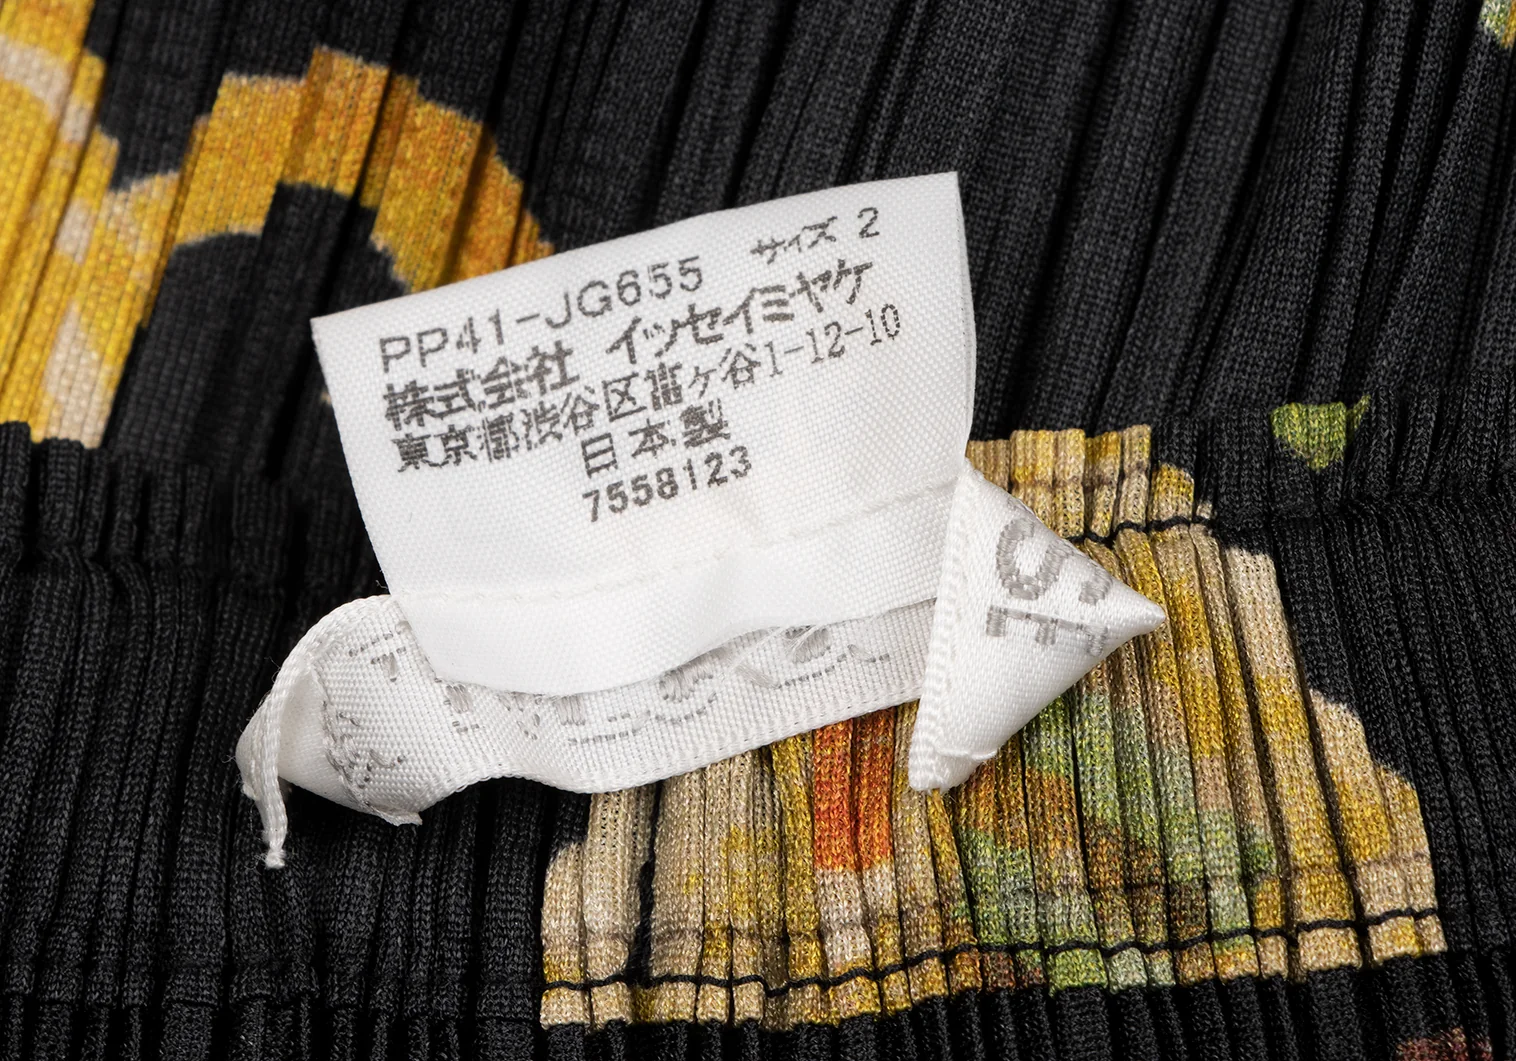 サイズ 2
PP41-JG655
株式会社 イッセイミヤケ
東京都渋谷区富ヶ谷1-12-10
日本製
7558123